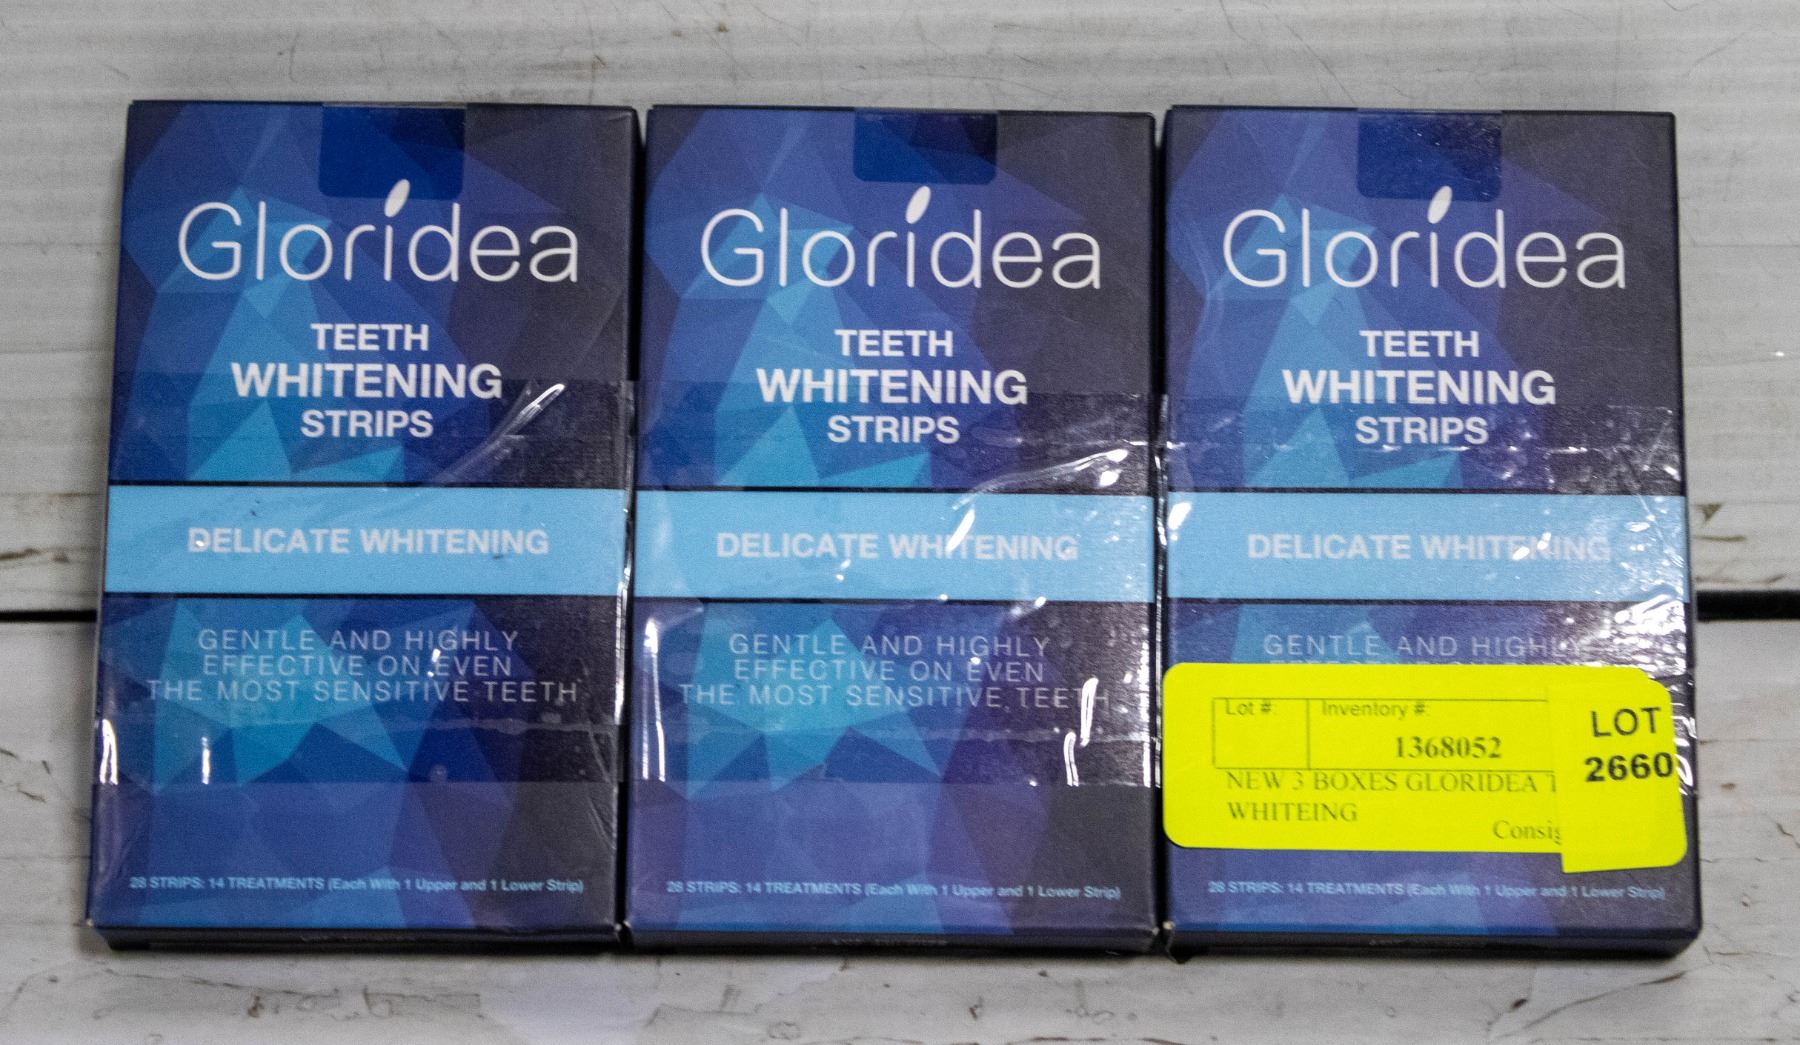 Gloridea
TEETH
WHITENING
STRIPS
DELICATE WHITENING
GENTLE AND HIGHLY
EFFECTIVE ON EVEN
THE MOST SENSITIVE TEETH
28 STRIPS: 14 TREATMENTS (Each With 1 Upper and 1 Lower Strip)
Gloridea
TEETH
WHITENING
STRIPS
DELICATE WHITENING
GENTLE AND HIGHLY
EFFECTIVE ON EVEN
THE MOST SENSITIVE TEETH
28 STRIPS: 14 TREATMENTS (Each With 1 Upper and 1 Lower Strip)
Gloridea
TEETH
WHITENING
STRIPS
DELICATE WHITENING
GENTLE AND HIGHLY
Lot #: Inventory #:
1368052
NEW 3 BOXES GLORIDEA T
WHITEING
Consig
LOT
2660
28 STRIPS: 14 TREATMENTS (Each With 1 Upper and 1 Lower Strip)